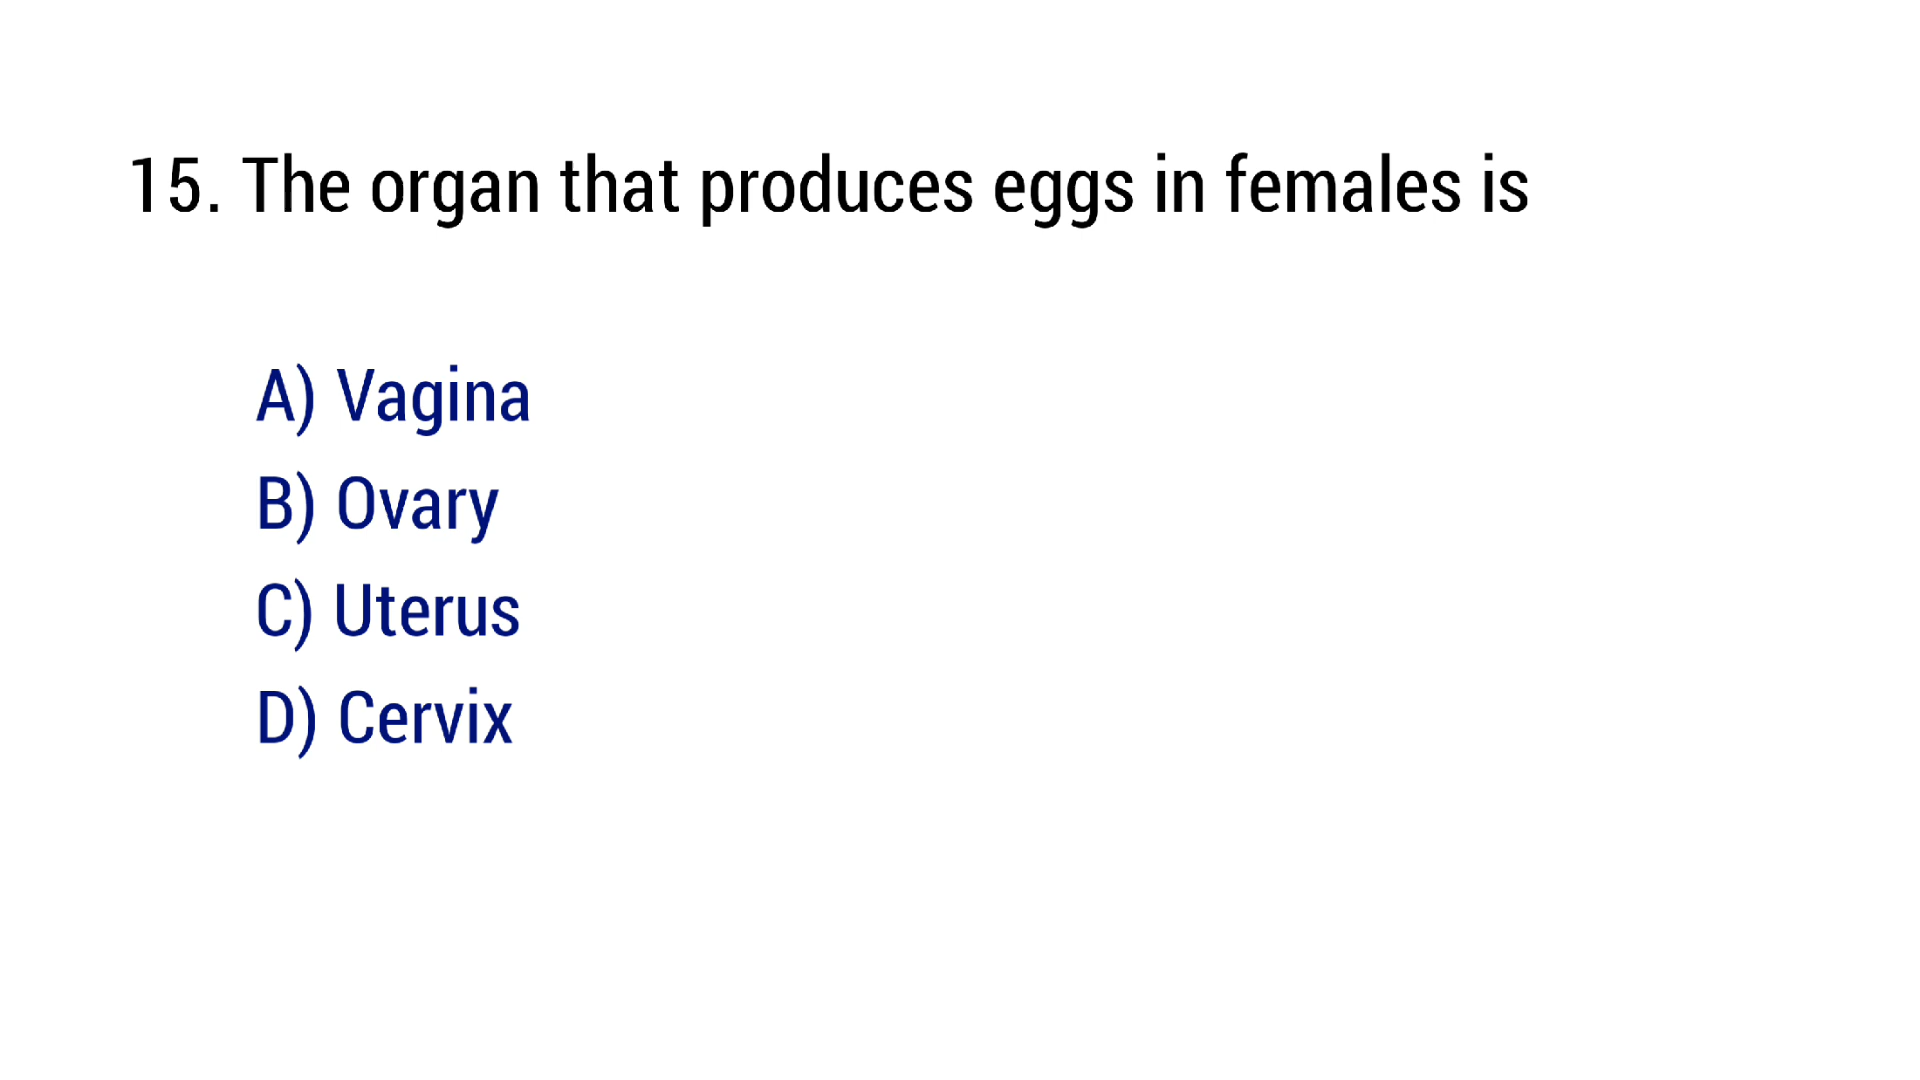 15. The organ that produces eggs in females is
A) Vagina
B) Ovary
C) Uterus
D) Cervix